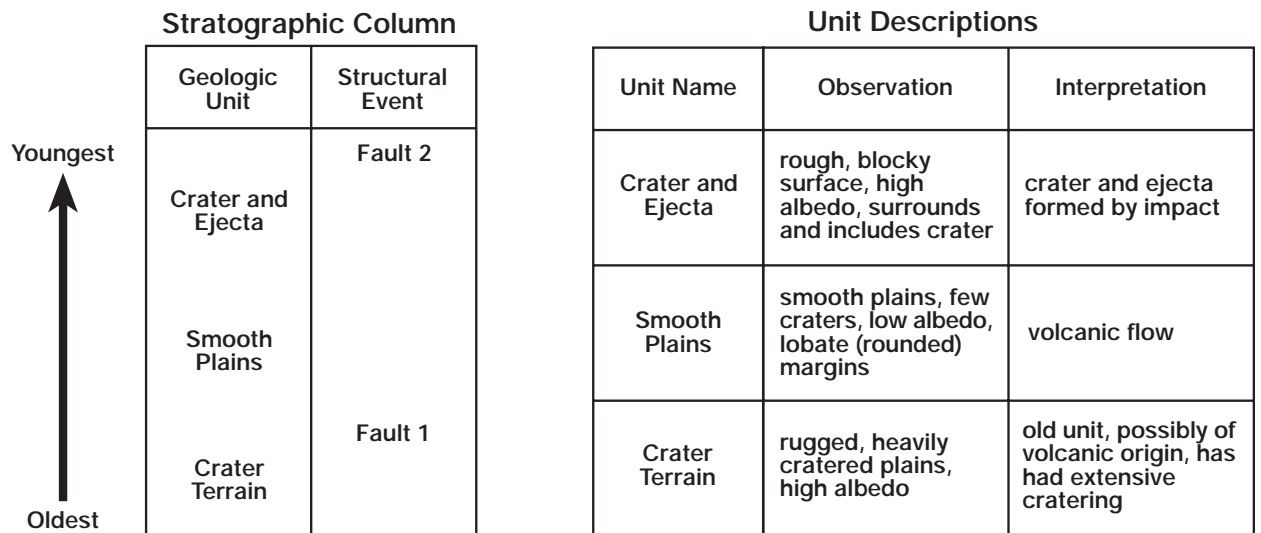 Stratographic Column
Geologic
Unit
Structural
Event
Youngest
Fault 2
Crater and
Ejecta
Smooth
Plains
Fault 1
Crater
Terrain
Oldest
Unit Descriptions
Unit Name
Observation
Interpretation
Crater and
Ejecta
rough, blocky
surface, high
albedo, surrounds
and includes crater
crater and ejecta
formed by impact
Smooth
Plains
smooth plains, few
craters, low albedo,
lobate (rounded)
margins
volcanic flow
Crater
Terrain
rugged, heavily
cratered plains,
high albedo
old unit, possibly of
volcanic origin, has
had extensive
cratering